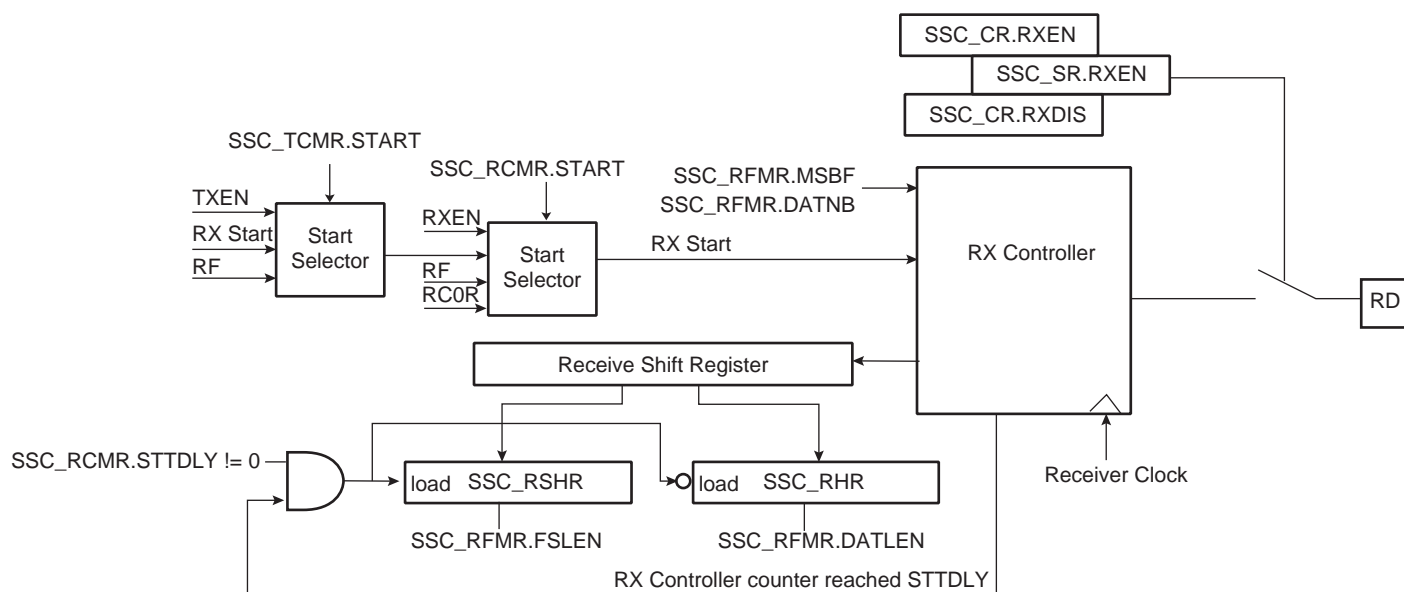 SSC_CR.RXEN
SSC_SR.RXEN
SSC_CR.RXDIS
SSC_TCMR.START
SSC_RCMR.START
SSC_RFMR.MSBF
SSC_RFMR.DATNB
TXEN
RX Start
RF
Start
Selector
RXEN
RF
RC0R
Start
Selector
RX Start
RX Controller
RD
Receive Shift Register
SSC_RCMR.STTDLY != 0
load
SSC_RSHR
load
SSC_RHR
Receiver Clock
SSC_RFMR.FSLEN
SSC_RFMR.DATLEN
RX Controller counter reached STTDLY